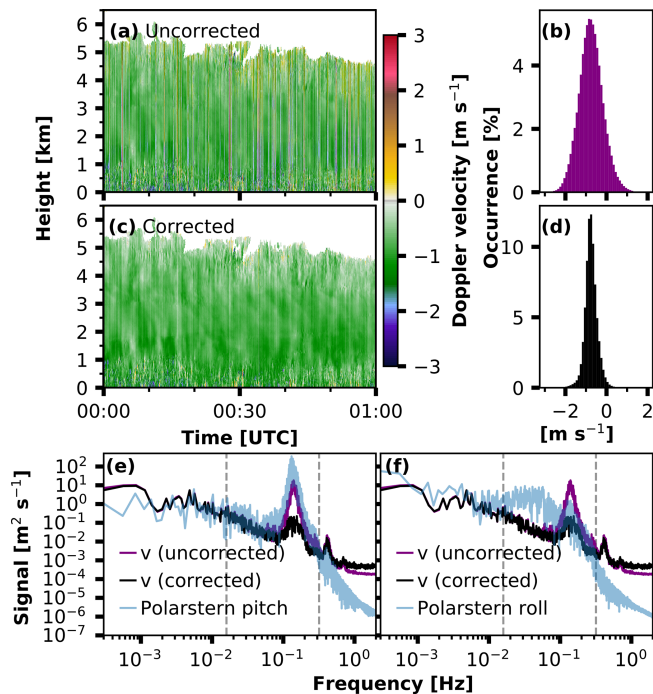 (a) Uncorrected
6
5
4
3
2
1
0
(c) Corrected
6
5
4
3
2
1
0
Height [km]
00:00 00:30 01:00
Time [UTC]
3
2
1
0
−1
−2
−3
Doppler velocity [m s⁻¹]
(b)
4
2
0
(d)
10
5
0
Occurrence [%]
−2 0 2
[m s⁻¹]
(e)
v (uncorrected)
v (corrected)
Polarstern pitch
(f)
v (uncorrected)
v (corrected)
Polarstern roll
10²
10¹
10⁰
10⁻¹
10⁻²
10⁻³
10⁻⁴
10⁻⁵
10⁻⁶
10⁻⁷
Signal [m² s⁻¹]
10⁻³ 10⁻² 10⁻¹ 10⁰ 10⁻³ 10⁻² 10⁻¹ 10⁰
Frequency [Hz]